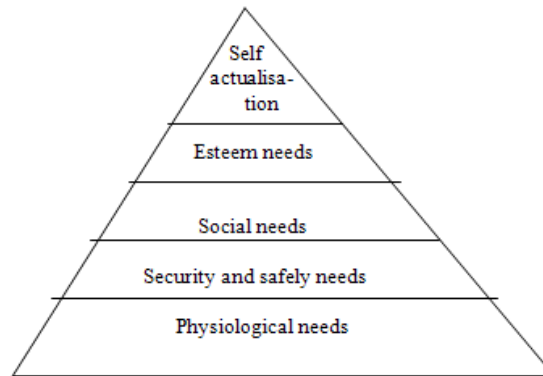 Self
actualisa-
tion
Esteem needs
Social needs
Security and safely needs
Physiological needs